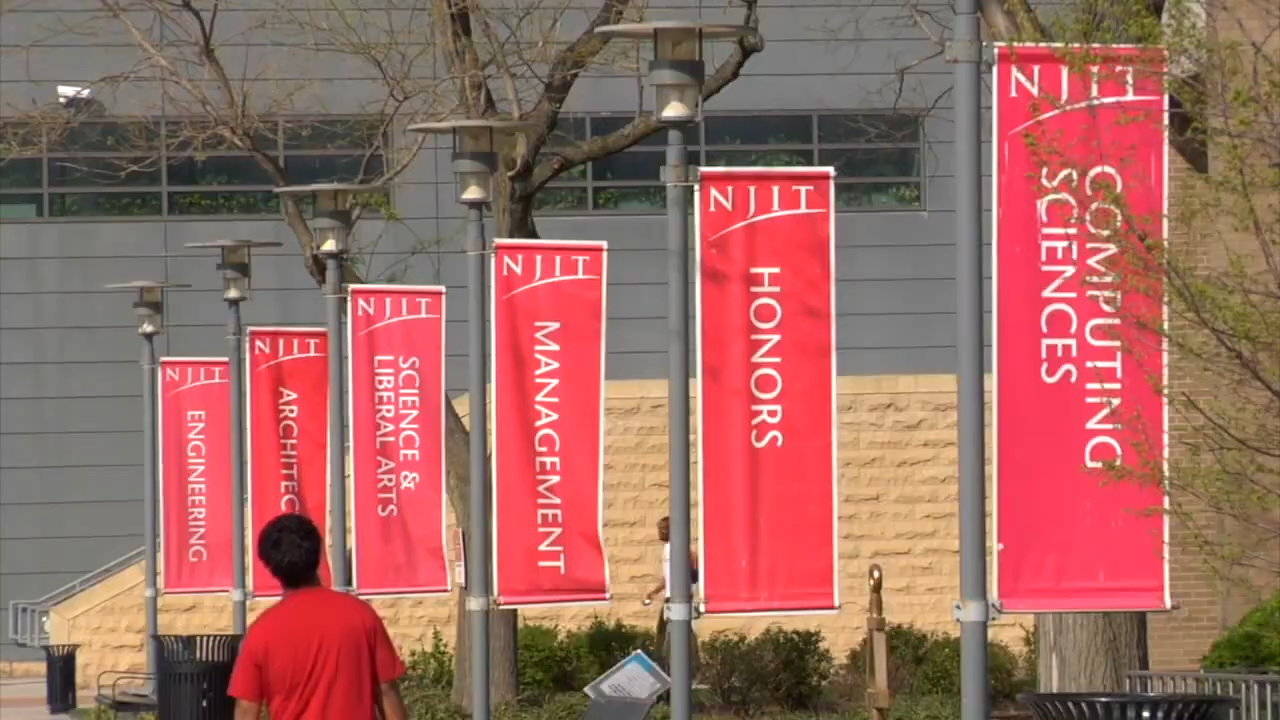 NJIT
ENGINEERING
NJIT
ARCHITEC
NJIT
SCIENCE &
LIBERAL ARTS
NJIT
MANAGEMENT
NJIT
HONORS
NJIT
COMPUTING
SCIENCES